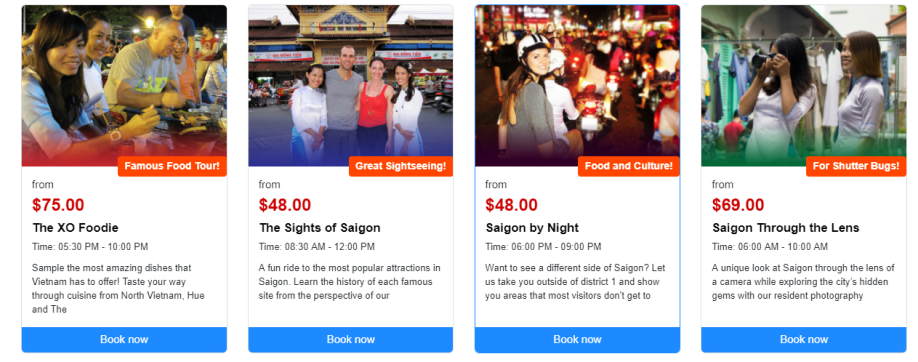 Famous Food Tour!
from
$75.00
The XO Foodie
Time: 05:30 PM - 10:00 PM
Sample the most amazing dishes that
Vietnam has to offer! Taste your way
through cuisine from North Vietnam, Hue
and The
Book now
Great Sightseeing!
from
$48.00
The Sights of Saigon
Time: 08:30 AM - 12:00 PM
A fun ride to the most popular attractions in
Saigon. Learn the history of each famous
site from the perspective of our
Book now
Food and Culture!
from
$48.00
Saigon by Night
Time: 06:00 PM - 09:00 PM
Want to see a different side of Saigon? Let
us take you outside of district 1 and show
you areas that most visitors don't get to
Book now
For Shutter Bugs!
from
$69.00
Saigon Through the Lens
Time: 06:00 AM - 10:00 AM
A unique look at Saigon through the lens of
a camera while exploring the city's hidden
gems with our resident photography
Book now